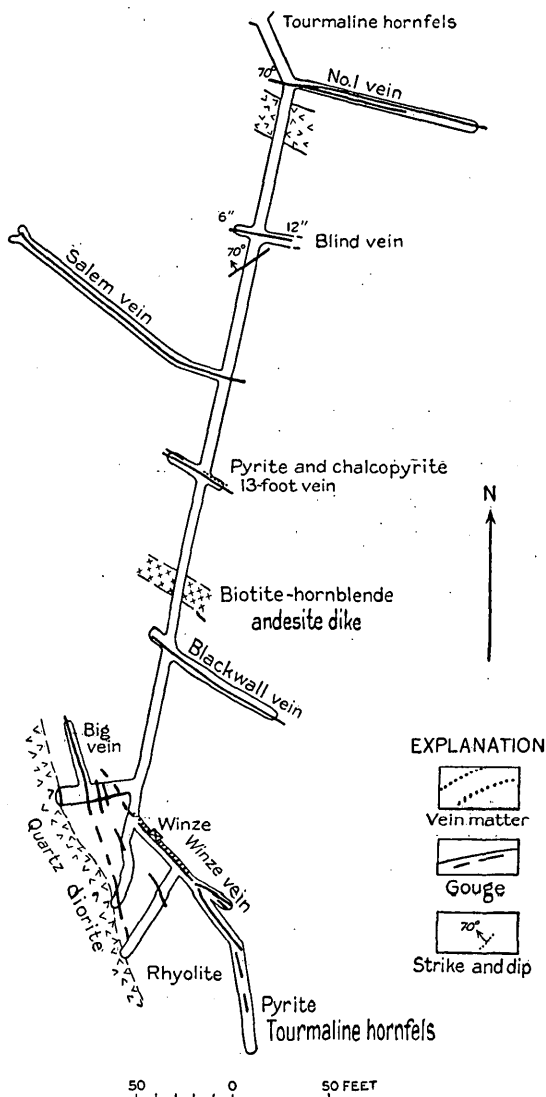 Tourmaline hornfels
70°
No.1 vein
6"
12"
Blind vein
70°
Salem vein
Pyrite and chalcopyrite
13-foot vein
N
Biotite-hornblende
andesite dike
Blackwall vein
Big
vein
EXPLANATION
Vein matter
Winze
Winze vein
Quartz diorite
Gouge
70°
Strike and dip
Rhyolite
Pyrite
Tourmaline hornfels
50 0 50 FEET